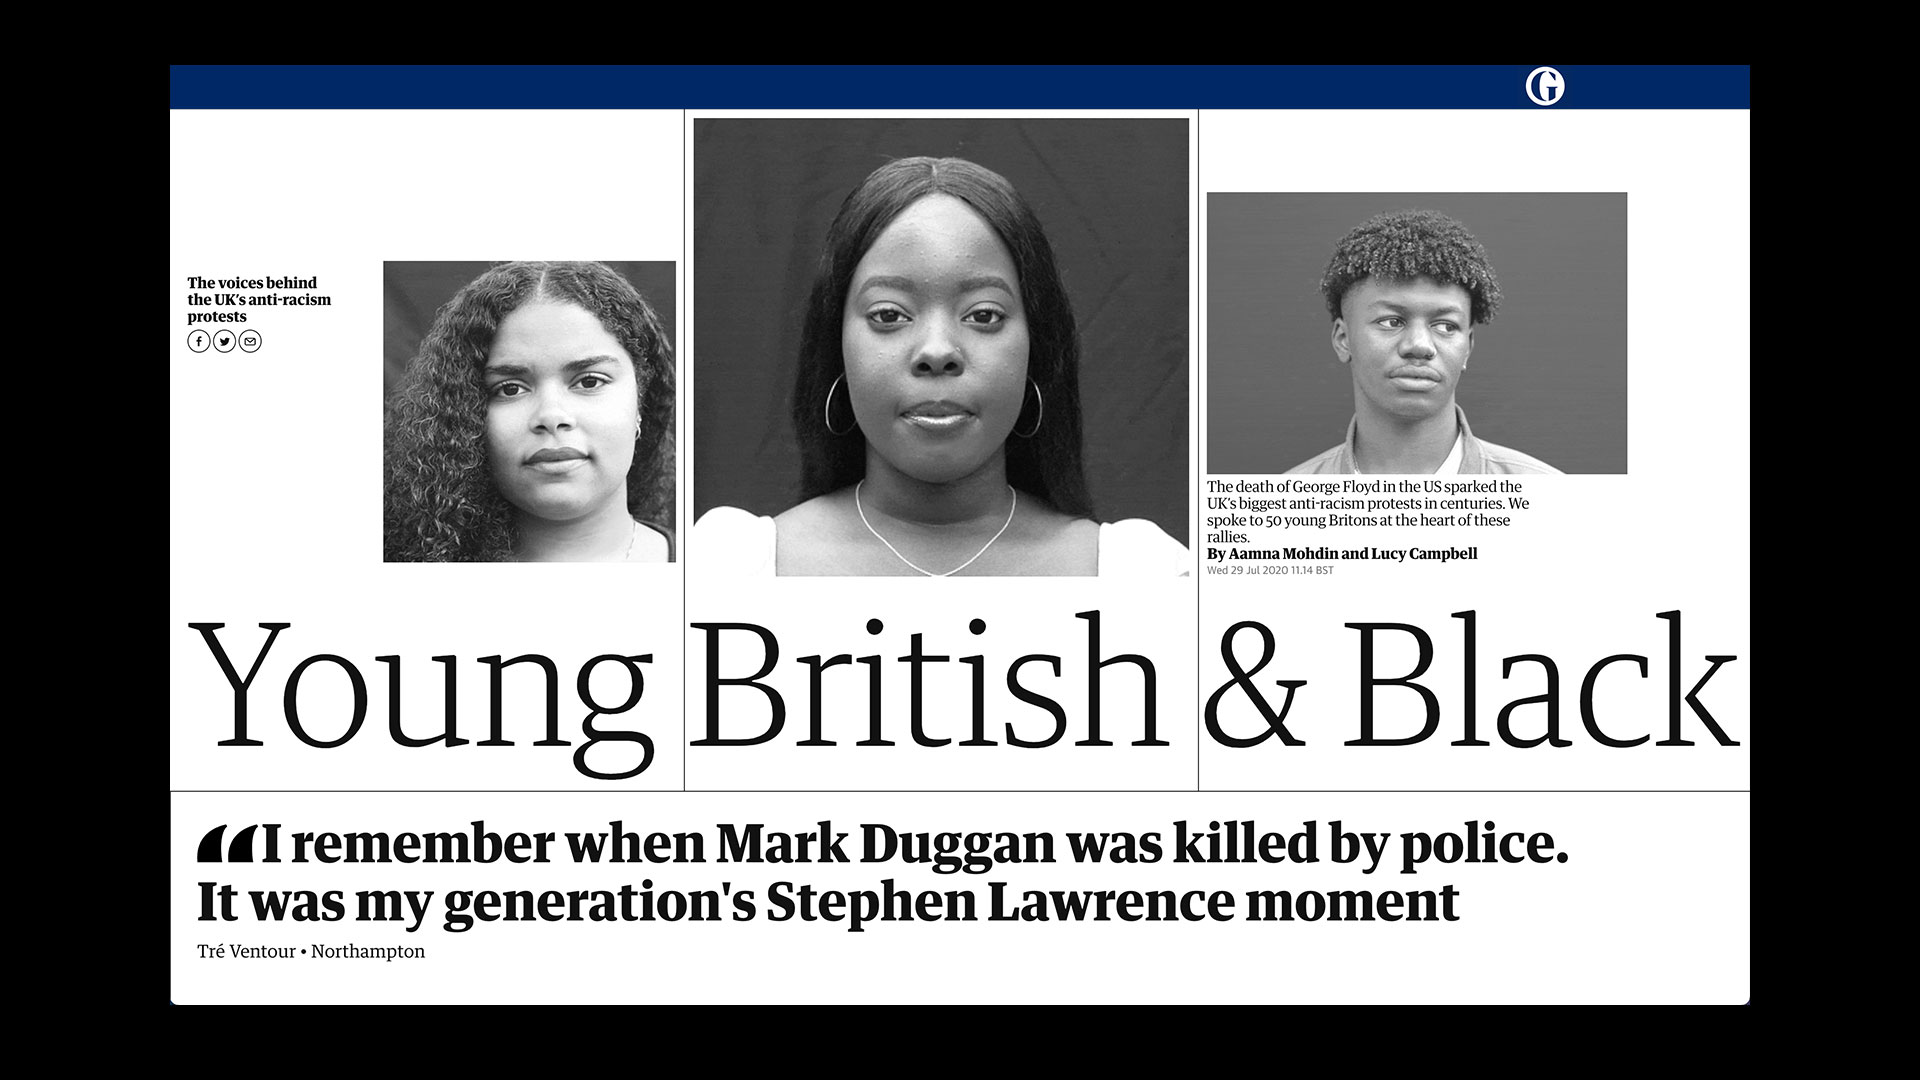 G
The voices behind
the UK's anti-racism
protests
The death of George Floyd in the US sparked the
UK's biggest anti-racism protests in centuries. We
spoke to 50 young Britons at the heart of these
rallies.
By Aamna Mohdin and Lucy Campbell
Wed 29 Jul 2020 11.14 BST
Young British & Black
“I remember when Mark Duggan was killed by police.
It was my generation's Stephen Lawrence moment
Tré Ventour • Northampton